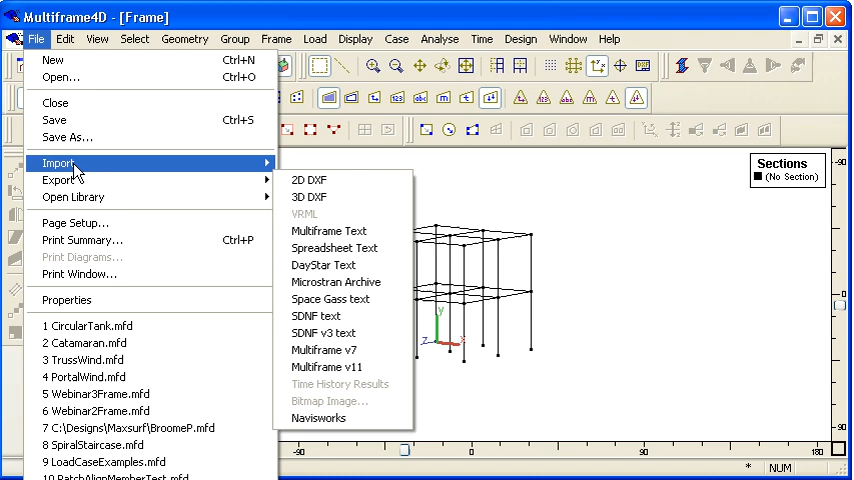 Multiframe4D - [Frame]
File Edit View Select Geometry Group Frame Load Display Case Analyse Time Design Window Help
New Ctrl+N
Open... Ctrl+O
Close
Save Ctrl+S
Save As...
Import
Export
Open Library
Page Setup...
Print Summary... Ctrl+P
Print Diagrams...
Print Window...
Properties
1 CircularTank.mfd
2 Catamaran.mfd
3 TrussWind.mfd
4 PortalWind.mfd
5 Webinar3Frame.mfd
6 Webinar2Frame.mfd
7 C:\Designs\Maxsurf\BroomeP.mfd
8 SpiralStaircase.mfd
9 LoadCaseExamples.mfd
10 PatchAlignMemberTest.mfd
2D DXF
3D DXF
VRML
Multiframe Text
Spreadsheet Text
DayStar Text
Microstran Archive
Space Gass text
SDNF text
SDNF v3 text
Multiframe v7
Multiframe v11
Time History Results
Bitmap Image...
Navisworks
Sections
(No Section)
y
z x
-90
0
90
-90 0 90 180
* NUM